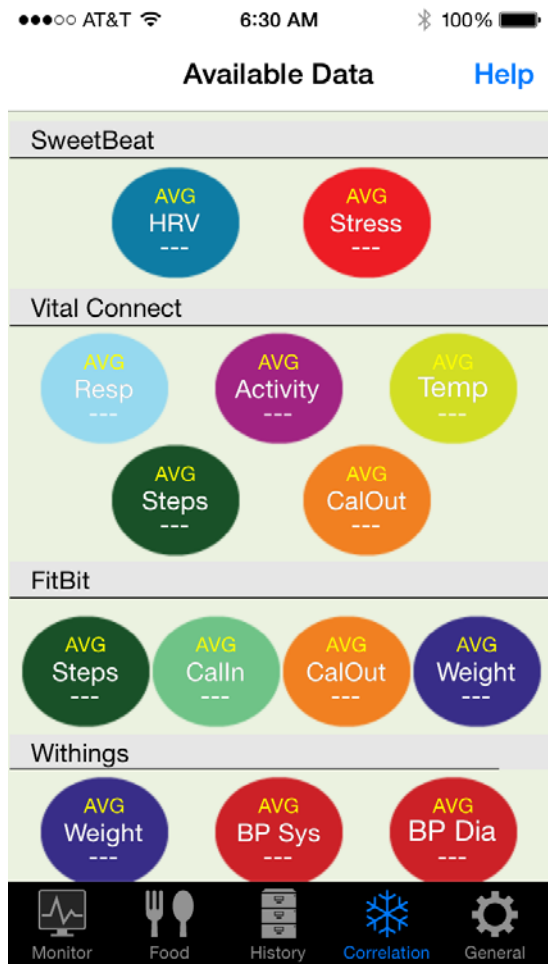 AT&T 6:30 AM 100%
Available Data Help
SweetBeat
AVG AVG
HRV Stress
--- ---
Vital Connect
AVG AVG AVG
Resp Activity Temp
--- --- ---
AVG AVG
Steps CalOut
--- ---
FitBit
AVG AVG AVG AVG
Steps CalIn CalOut Weight
--- --- --- ---
Withings
AVG AVG AVG
Weight BP Sys BP Dia
--- --- ---
Monitor Food History Correlation General